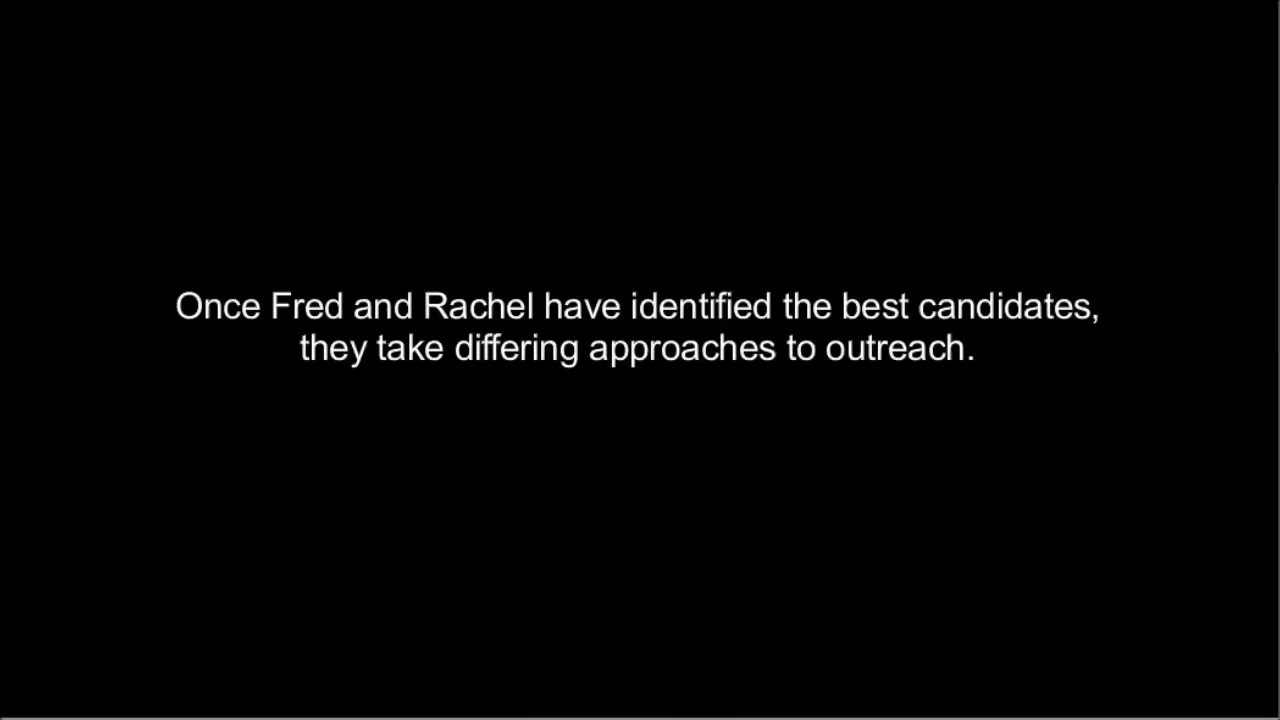 Once Fred and Rachel have identified the best candidates,
they take differing approaches to outreach.